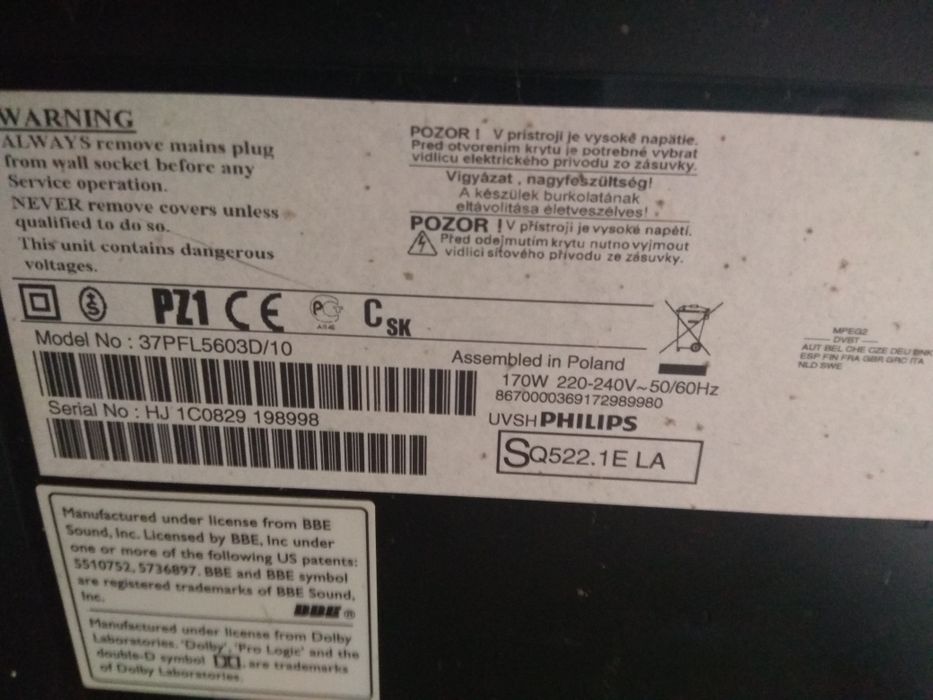 WARNING
ALWAYS remove mains plug
from wall socket before any
Service operation.
NEVER remove covers unless
qualified to do so.
This unit contains dangerous
voltages.
POZOR ! V prístroji je vysoké napätie.
Pred otvorením krytu je potrebné vybrat
vidlicu elektrického prívodu zo zásuvky.
Vigyázat , nagyfeszültség!
A készülek burkolatának
eltávolítása életveszélves!
POZOR ! V přístroji je vysoké napětí.
Před odejmutím krytu nutno vyjmout
vidlici síťového přívodu ze zásuvky.
S PZ1 CE C SK
Model No : 37PFL5603D/10
Serial No : HJ 1C0829 198998
Assembled in Poland
170W 220-240V~50/60Hz
8670000369172989980
UVSH PHILIPS
SQ522.1E LA
MPEG2
DVBT
AUT BEL CHE CZE DEU DNK
ESP FIN FRA GBR GRC ITA
NLD SWE
Manufactured under license from BBE
Sound, Inc. Licensed by BBE, Inc under
one or more of the following US patents:
5510752, 5736897. BBE and BBE symbol
are registered trademarks of BBE Sound,
Inc.
BBE ®
Manufactured under license from Dolby
Laboratories. 'Dolby', 'Pro Logic' and the
double-D symbol are trademarks
of Dolby Laboratories.